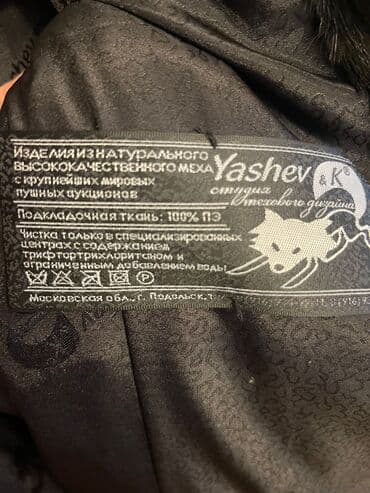 Изделия из натурального
высококачественного меха
с крупнейших мировых
пушных аукционов
Yashev
& К°
студия
мехового дизайна
Подкладочная ткань: 100% ПЭ
Чистка только в специализированных
центрах с содержанием
трифтортрихлоританом и
ограниченным добавлением воды
P
Московская обл., г. Подольск,